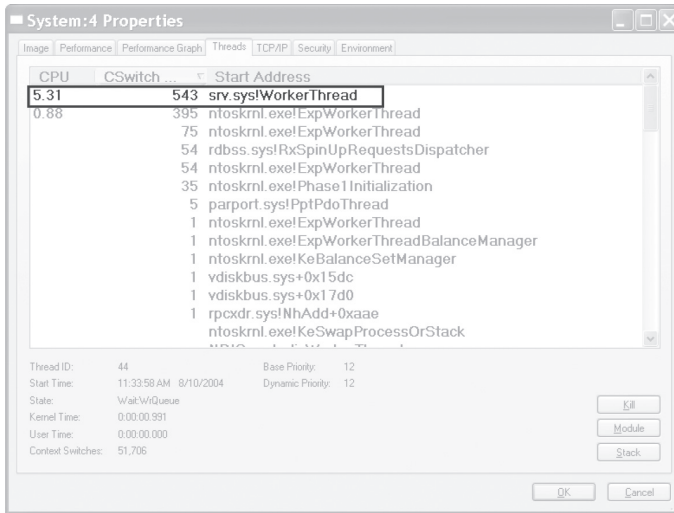 System:4 Properties
Image Performance Performance Graph Threads TCP/IP Security Environment
CPU CSwitch ... Start Address
5.31 543 srv.sys!WorkerThread
0.88 395 ntoskrnl.exe!ExpWorkerThread
75 ntoskrnl.exe!ExpWorkerThread
54 rdbss.sys!RxSpinUpRequestsDispatcher
54 ntoskrnl.exe!ExpWorkerThread
35 ntoskrnl.exe!Phase1Initialization
5 parport.sys!PptPdoThread
1 ntoskrnl.exe!ExpWorkerThread
1 ntoskrnl.exe!ExpWorkerThreadBalanceManager
1 ntoskrnl.exe!KeBalanceSetManager
1 vdiskbus.sys+0x15dc
1 vdiskbus.sys+0x17d0
1 rpcxdr.sys!NhAdd+0xaae
ntoskrnl.exe!KeSwapProcessOrStack
Thread ID: 44 Base Priority: 12
Start Time: 11:33:58 AM 8/10/2004 Dynamic Priority: 12
State: Wait:WrQueue
Kernel Time: 0:00:00.991
User Time: 0:00:00.000
Context Switches: 51,706
Kill
Module
Stack
OK Cancel